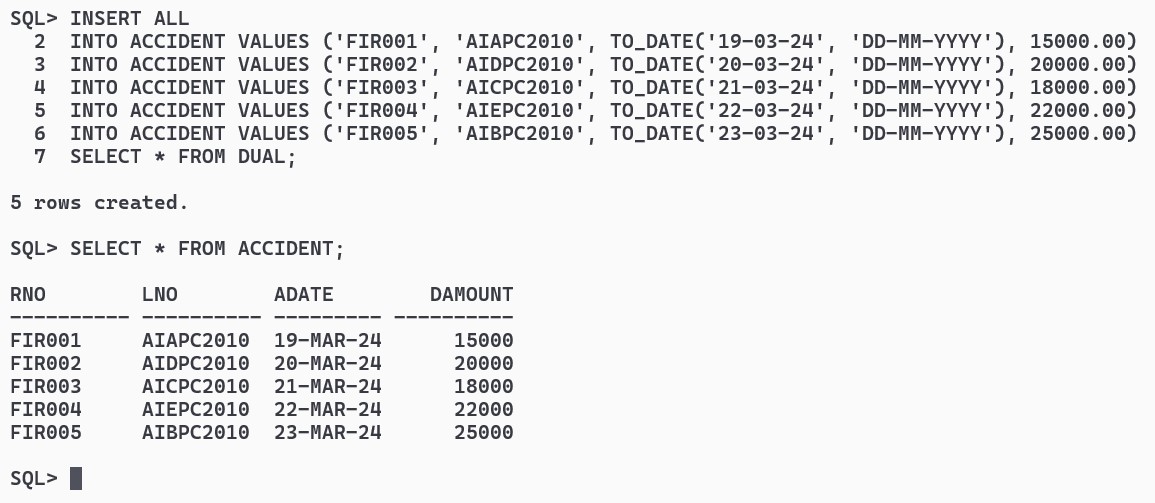 SQL> INSERT ALL
  2  INTO ACCIDENT VALUES ('FIR001', 'AIAPC2010', TO_DATE('19-03-24', 'DD-MM-YYYY'), 15000.00)
  3  INTO ACCIDENT VALUES ('FIR002', 'AIDPC2010', TO_DATE('20-03-24', 'DD-MM-YYYY'), 20000.00)
  4  INTO ACCIDENT VALUES ('FIR003', 'AICPC2010', TO_DATE('21-03-24', 'DD-MM-YYYY'), 18000.00)
  5  INTO ACCIDENT VALUES ('FIR004', 'AIEPC2010', TO_DATE('22-03-24', 'DD-MM-YYYY'), 22000.00)
  6  INTO ACCIDENT VALUES ('FIR005', 'AIBPC2010', TO_DATE('23-03-24', 'DD-MM-YYYY'), 25000.00)
  7  SELECT * FROM DUAL;

5 rows created.

SQL> SELECT * FROM ACCIDENT;

RNO        LNO        ADATE        DAMOUNT
---------- ---------- --------- ----------
FIR001     AIAPC2010  19-MAR-24      15000
FIR002     AIDPC2010  20-MAR-24      20000
FIR003     AICPC2010  21-MAR-24      18000
FIR004     AIEPC2010  22-MAR-24      22000
FIR005     AIBPC2010  23-MAR-24      25000

SQL>